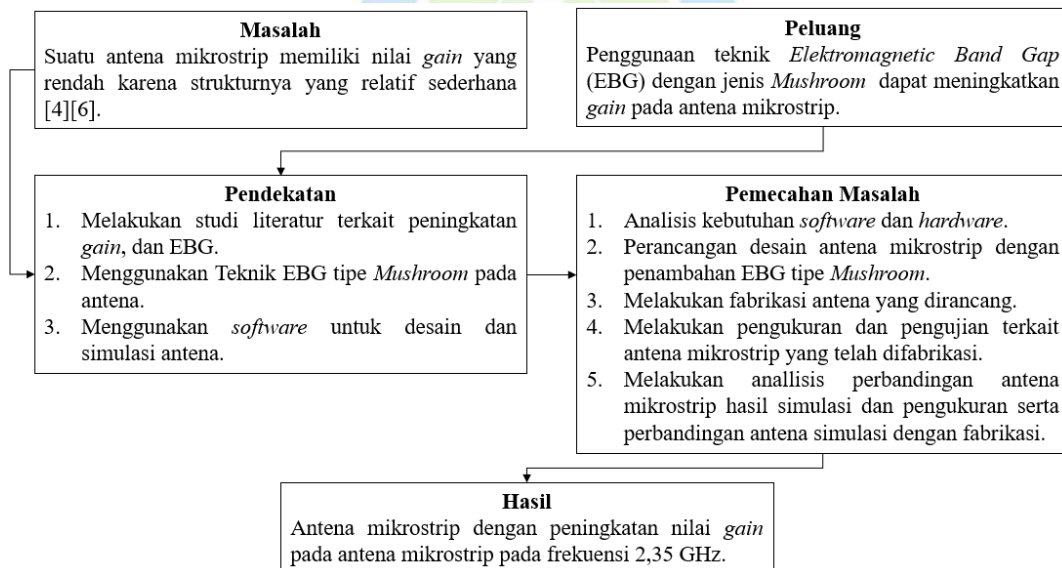 Masalah
Suatu antena mikrostrip memiliki nilai gain yang
rendah karena strukturnya yang relatif sederhana
[4][6].
Peluang
Penggunaan teknik Elektromagnetic Band Gap
(EBG) dengan jenis Mushroom dapat meningkatkan
gain pada antena mikrostrip.
Pendekatan
1. Melakukan studi literatur terkait peningkatan
gain, dan EBG.
2. Menggunakan Teknik EBG tipe Mushroom pada
antena.
3. Menggunakan software untuk desain dan
simulasi antena.
Pemecahan Masalah
1. Analisis kebutuhan software dan hardware.
2. Perancangan desain antena mikrostrip dengan
penambahan EBG tipe Mushroom.
3. Melakukan fabrikasi antena yang dirancang.
4. Melakukan pengukuran dan pengujian terkait
antena mikrostrip yang telah difabrikasi.
5. Melakukan anallisis perbandingan antena
mikrostrip hasil simulasi dan pengukuran serta
perbandingan antena simulasi dengan fabrikasi.
Hasil
Antena mikrostrip dengan peningkatan nilai gain
pada antena mikrostrip pada frekuensi 2,35 GHz.